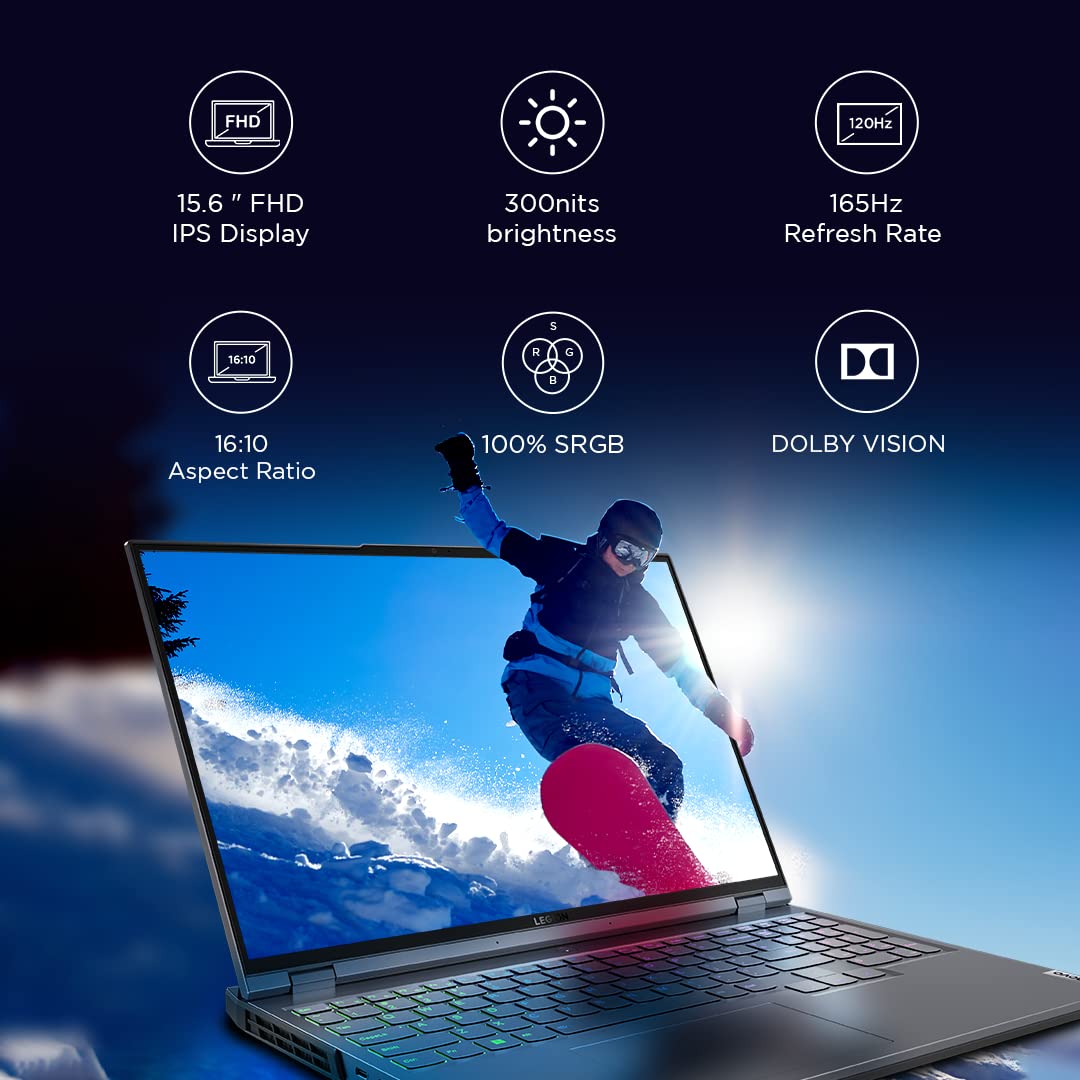 FHD
15.6 " FHD
IPS Display
300nits
brightness
120Hz
165Hz
Refresh Rate
16:10
16:10
Aspect Ratio
S
R G
B
100% SRGB
DOLBY VISION
LEGION